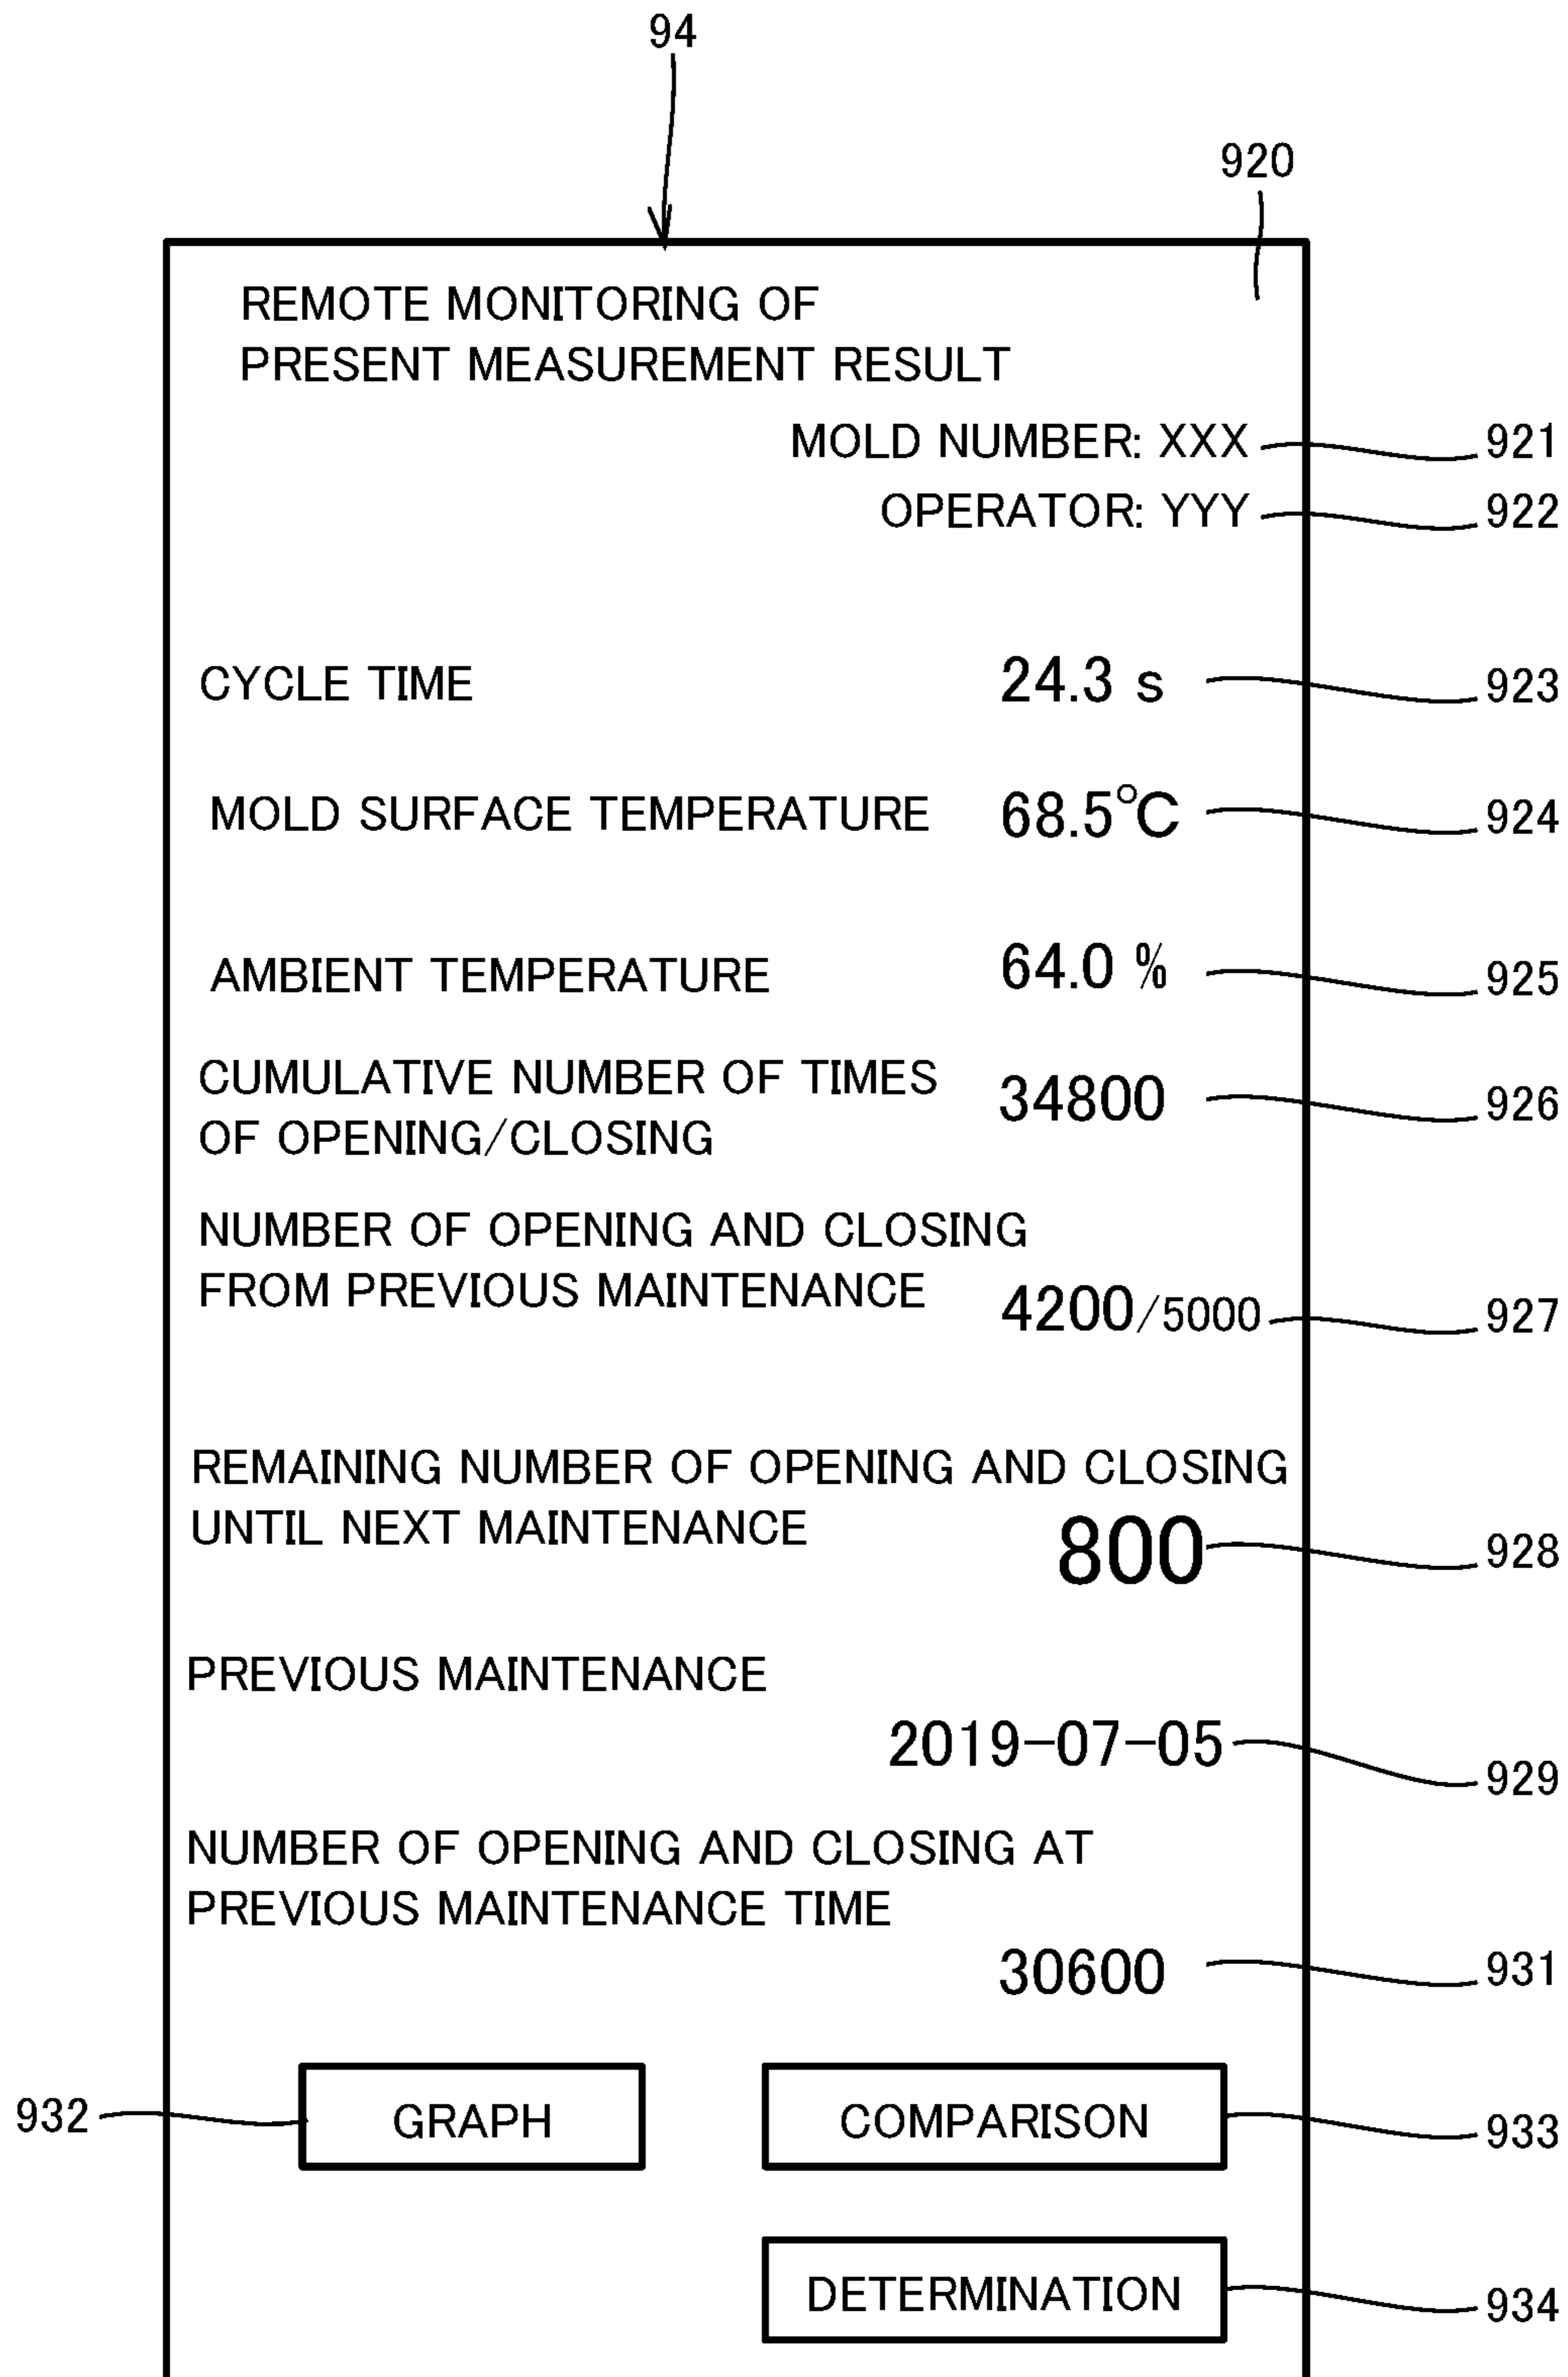 94
920
REMOTE MONITORING OF
PRESENT MEASUREMENT RESULT
MOLD NUMBER: XXX 921
OPERATOR: YYY 922
CYCLE TIME 24.3 s 923
MOLD SURFACE TEMPERATURE 68.5°C 924
AMBIENT TEMPERATURE 64.0 % 925
CUMULATIVE NUMBER OF TIMES
OF OPENING/CLOSING 34800 926
NUMBER OF OPENING AND CLOSING
FROM PREVIOUS MAINTENANCE 4200/5000 927
REMAINING NUMBER OF OPENING AND CLOSING
UNTIL NEXT MAINTENANCE 800 928
PREVIOUS MAINTENANCE
2019-07-05 929
NUMBER OF OPENING AND CLOSING AT
PREVIOUS MAINTENANCE TIME
30600 931
932 GRAPH COMPARISON 933
DETERMINATION 934